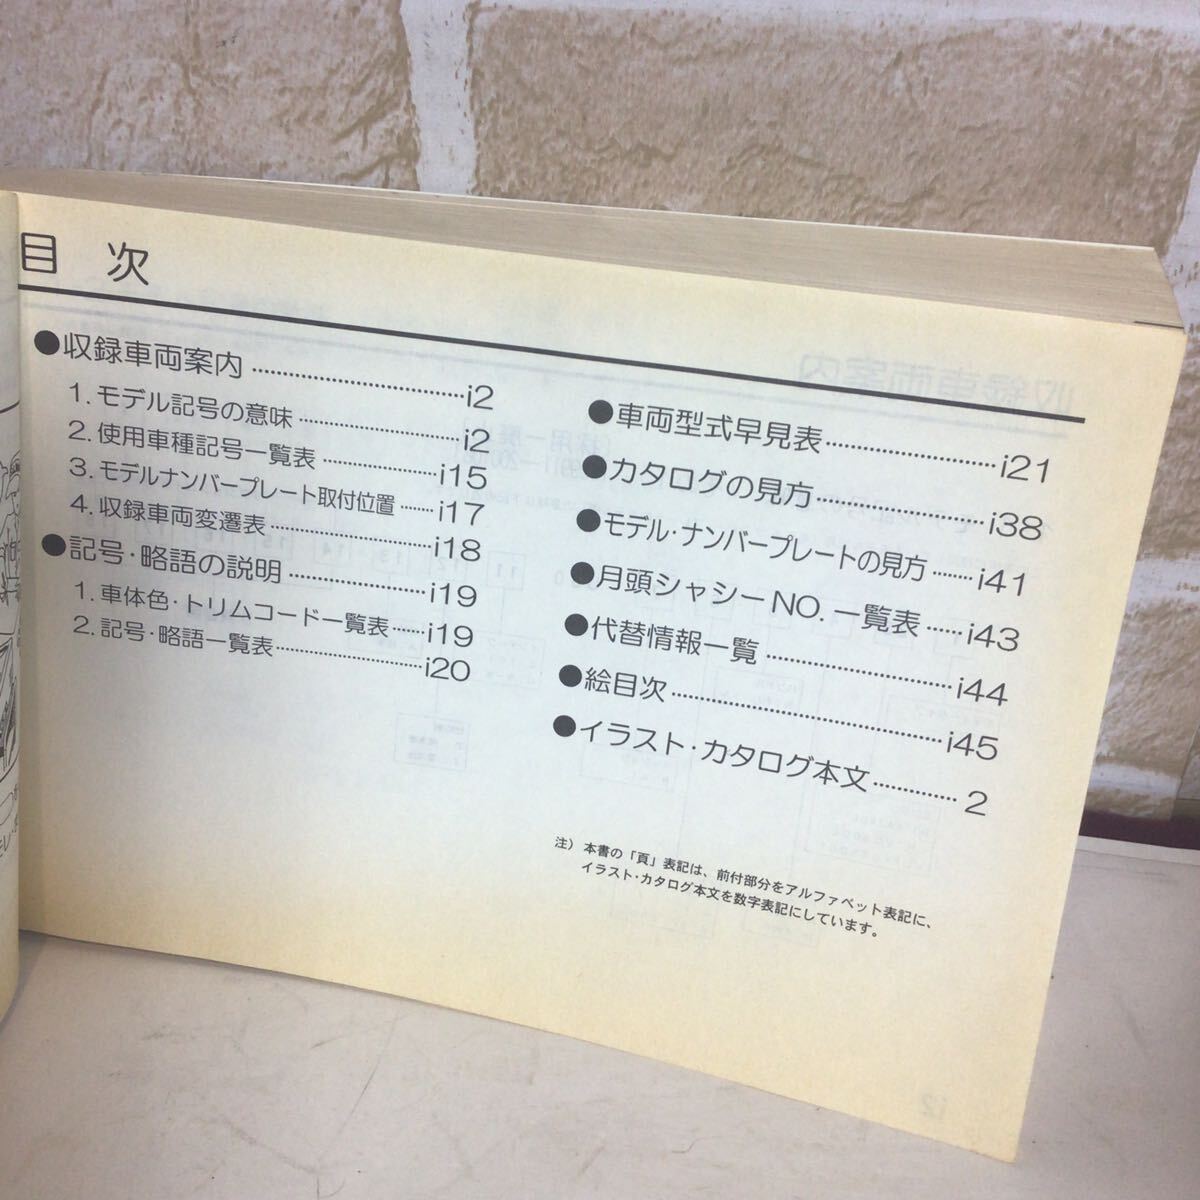 目 次
●収録車両案内 i2
1. モデル記号の意味 i2
2. 使用車種記号一覧表 i15
3. モデルナンバープレート取付位置 i17
4. 収録車両変遷表 i18
●記号・略語の説明 i19
1. 車体色・トリムコード一覧表 i19
2. 記号・略語一覧表 i20
●車両型式早見表 i21
●カタログの見方 i38
●モデル・ナンバープレートの見方 i41
●月頭シャシーNO. 一覧表 i43
●代替情報一覧 i44
●絵目次 i45
●イラスト・カタログ本文 2
注) 本書の「頁」表記は、前付部分をアルファベット表記に、
イラスト・カタログ本文を数字表記にしています。